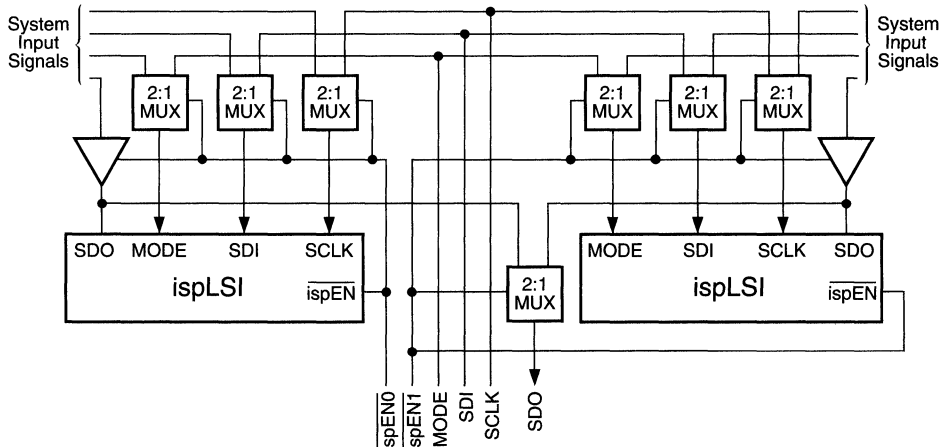 System
Input
Signals
System
Input
Signals
2:1
MUX
2:1
MUX
2:1
MUX
2:1
MUX
2:1
MUX
2:1
MUX
SDO MODE SDI SCLK
ispLSI
ispEN
MODE SDI SCLK SDO
ispLSI
ispEN
2:1
MUX
spEN0
spEN1
MODE
SDI
SCLK
SDO